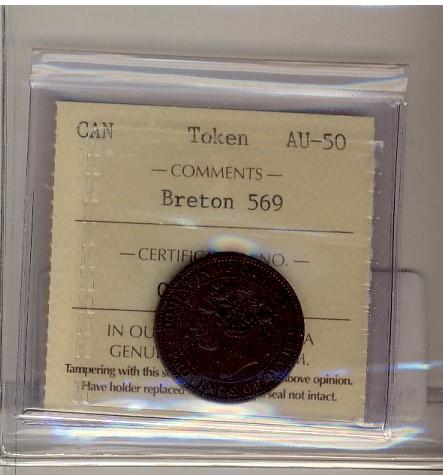 CAN Token AU-50
— COMMENTS —
Breton 569
— CERTIFIC NO. —
IN OU A
GENU M.
Tampering with this s above opinion.
Have holder replaced seal not intact.